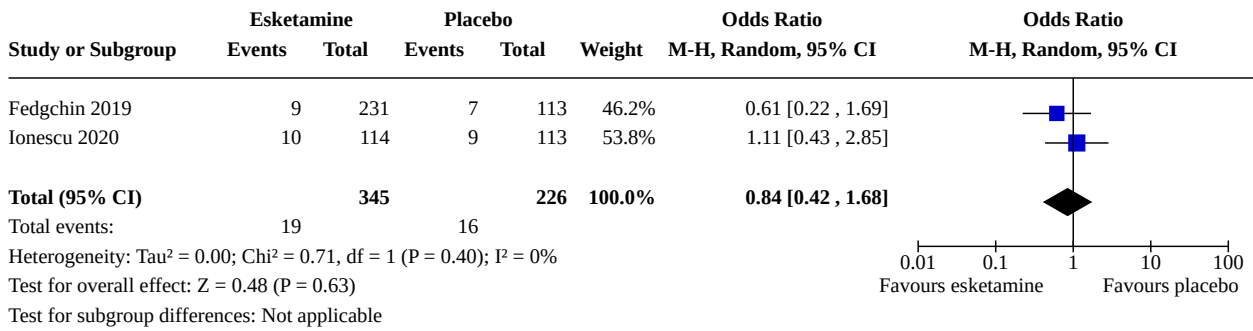 Esketamine Placebo Odds Ratio Odds Ratio
Study or Subgroup Events Total Events Total Weight M-H, Random, 95% CI M-H, Random, 95% CI
Fedgchin 2019 9 231 7 113 46.2% 0.61 [0.22 , 1.69]
Ionescu 2020 10 114 9 113 53.8% 1.11 [0.43 , 2.85]
Total (95% CI) 345 226 100.0% 0.84 [0.42 , 1.68]
Total events: 19 16
Heterogeneity: Tau² = 0.00; Chi² = 0.71, df = 1 (P = 0.40); I² = 0%
0.01 0.1 1 10 100
Test for overall effect: Z = 0.48 (P = 0.63)
Favours esketamine Favours placebo
Test for subgroup differences: Not applicable